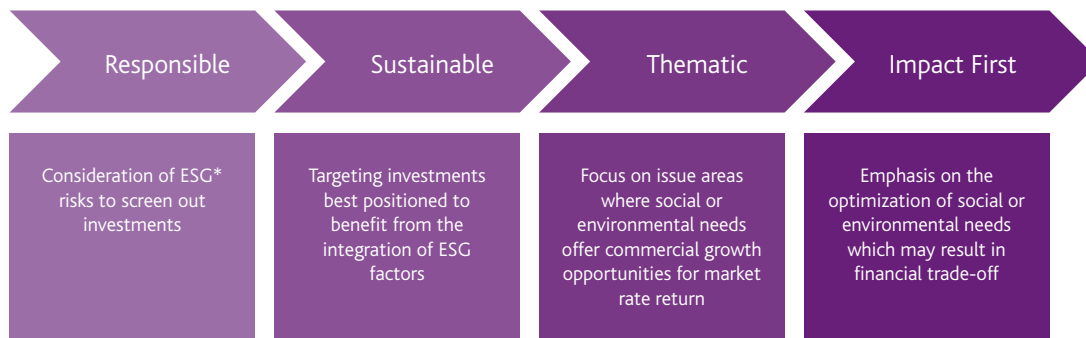 Responsible
Sustainable
Thematic
Impact First
Consideration of ESG*
risks to screen out
investments
Targeting investments
best positioned to
benefit from the
integration of ESG
factors
Focus on issue areas
where social or
environmental needs
offer commercial growth
opportunities for market
rate return
Emphasis on the
optimization of social or
environmental needs
which may result in
financial trade-off